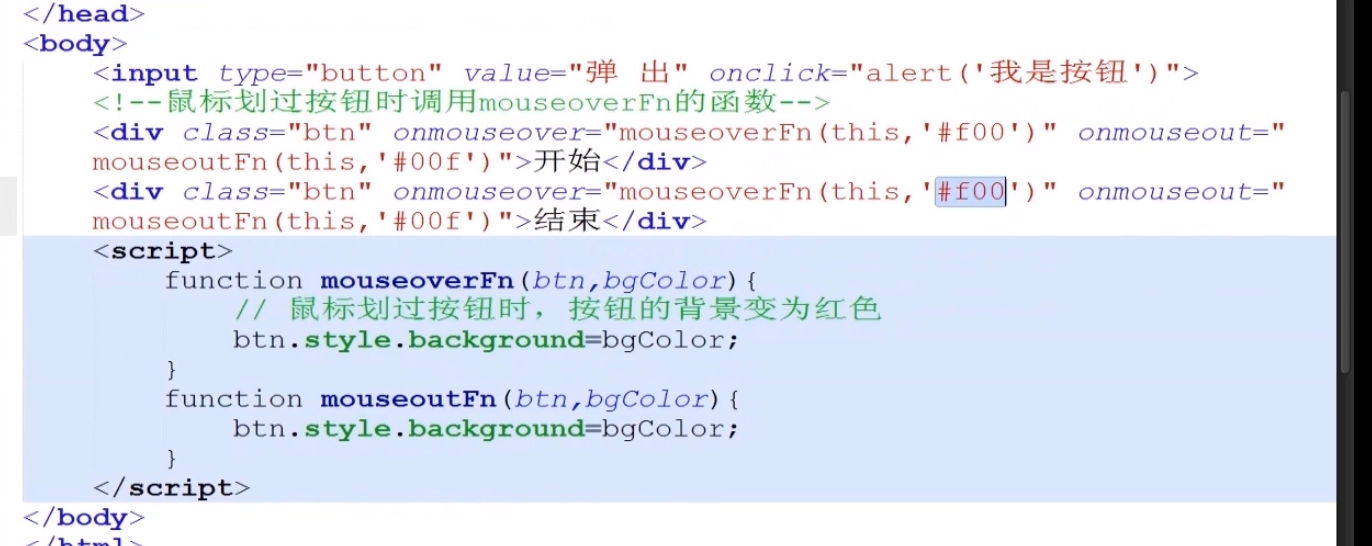 </head>
<body>
<input type="button" value="弹 出" onclick="alert('我是按钮')">
<!--鼠标划过按钮时调用mouseoverFn的函数-->
<div class="btn" onmouseover="mouseoverFn(this,'#f00')" onmouseout="
mouseoutFn(this,'#00f')">开始</div>
<div class="btn" onmouseover="mouseoverFn(this,'#f00')" onmouseout="
mouseoutFn(this,'#00f')">结束</div>
<script>
function mouseoverFn(btn,bgColor){
// 鼠标划过按钮时，按钮的背景变为红色
btn.style.background=bgColor;
}
function mouseoutFn(btn,bgColor){
btn.style.background=bgColor;
}
</script>
</body>
</html>